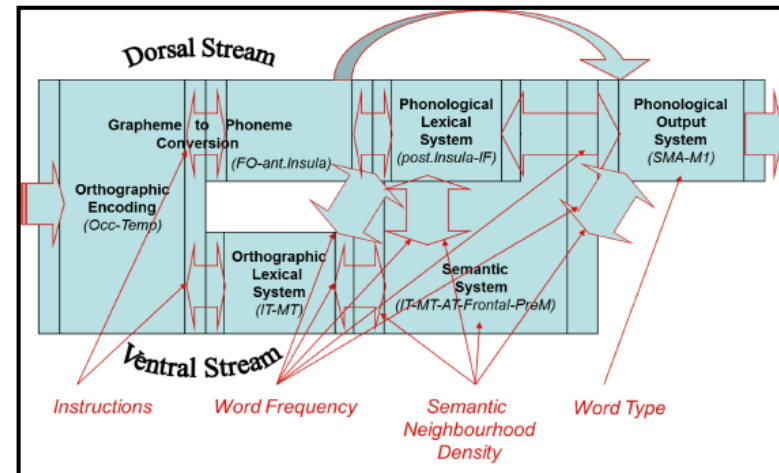 Dorsal Stream
Grapheme to Phoneme
Conversion
(FO-ant.Insula)
Phonological
Lexical
System
(post.Insula-IF)
Phonological
Output
System
(SMA-M1)
Orthographic
Encoding
(Occ-Temp)
Orthographic
Lexical
System
(IT-MT)
Semantic
System
(IT-MT-AT-Frontal-PreM)
Ventral Stream
Instructions
Word Frequency
Semantic
Neighbourhood
Density
Word Type